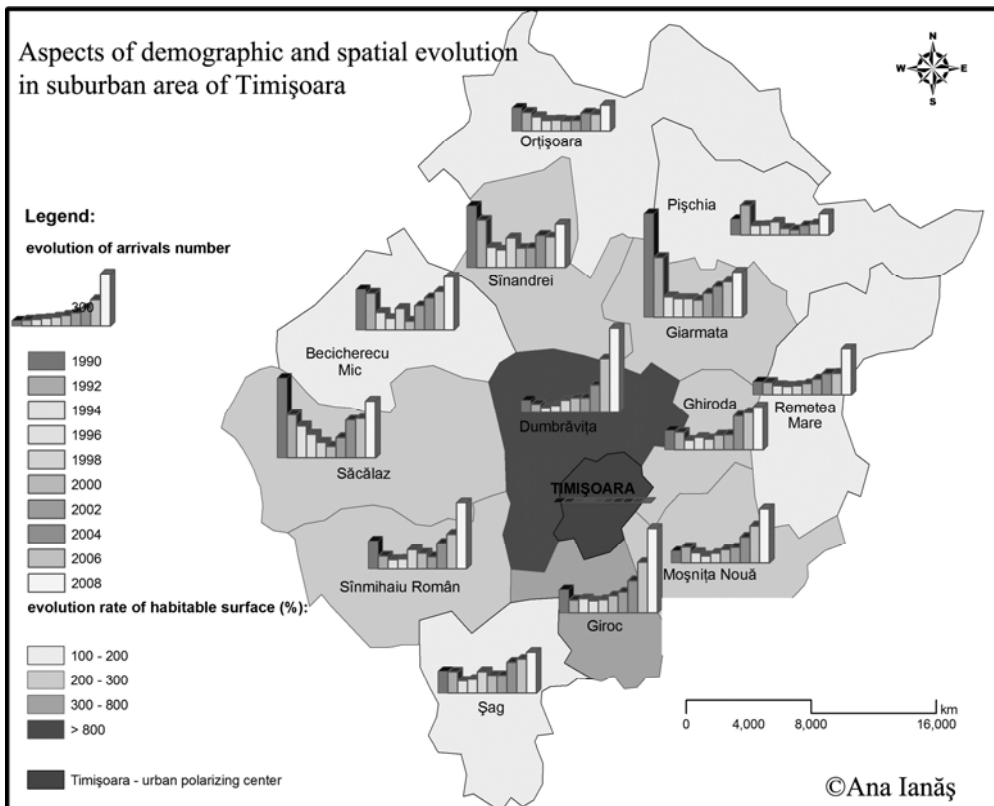 Aspects of demographic and spatial evolution
in suburban area of Timişoara
N
W E
S
Orţişoara
Pişchia
Legend:
evolution of arrivals number
300
Sînandrei
Giarmata
Becicherecu
Mic
1990
1992
1994
1996
1998
2000
2002
2004
2006
2008
Ghiroda
Remetea
Mare
Dumbrăviţa
Săcălaz
TIMIŞOARA
Moşniţa Nouă
Sînmihaiu Român
evolution rate of habitable surface (%):
Giroc
100 - 200
200 - 300
300 - 800
> 800
Şag
km
0 4,000 8,000 16,000
Timişoara - urban polarizing center
©Ana Ianăş